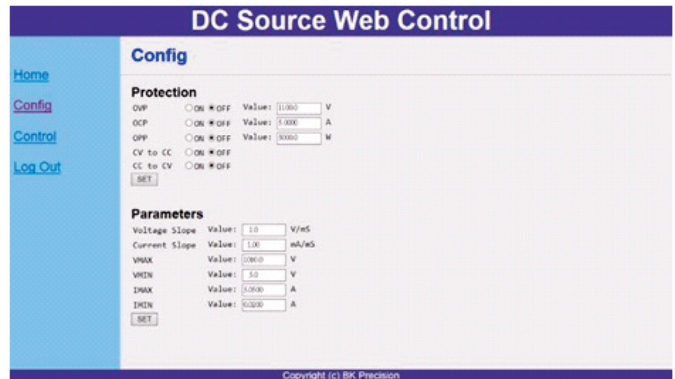 DC Source Web Control
Config
Home
Config
Control
Log Out
Protection
OVP ON OFF Value: V
OCP ON OFF Value: 5.0000 A
OPP ON OFF Value: W
CV to CC ON OFF
CC to CV ON OFF
SET
Parameters
Voltage Slope Value: 1.0 V/mS
Current Slope Value: 1.00 mA/mS
VMAX Value: V
VMIN Value: 5.0 V
IMAX Value: A
IMIN Value: A
SET
Copyright (c) BK Precision